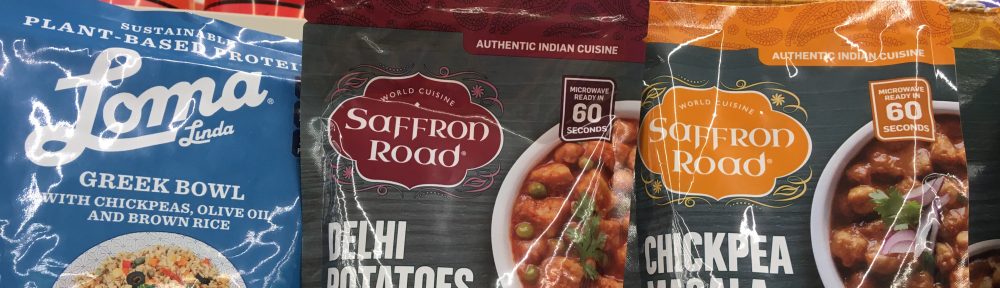 SUSTAINABLE
PLANT-BASED PROTEIN
Loma
Linda
GREEK BOWL
WITH CHICKPEAS, OLIVE OIL
AND BROWN RICE
AUTHENTIC INDIAN CUISINE
WORLD CUISINE
SAFFRON
ROAD
MICROWAVE
READY IN
60
SECONDS
DELHI
POTATOES
AUTHENTIC INDIAN CUISINE
WORLD CUISINE
SAFFRON
ROAD
MICROWAVE
READY IN
60
SECONDS
CHICKPEA
MASALA